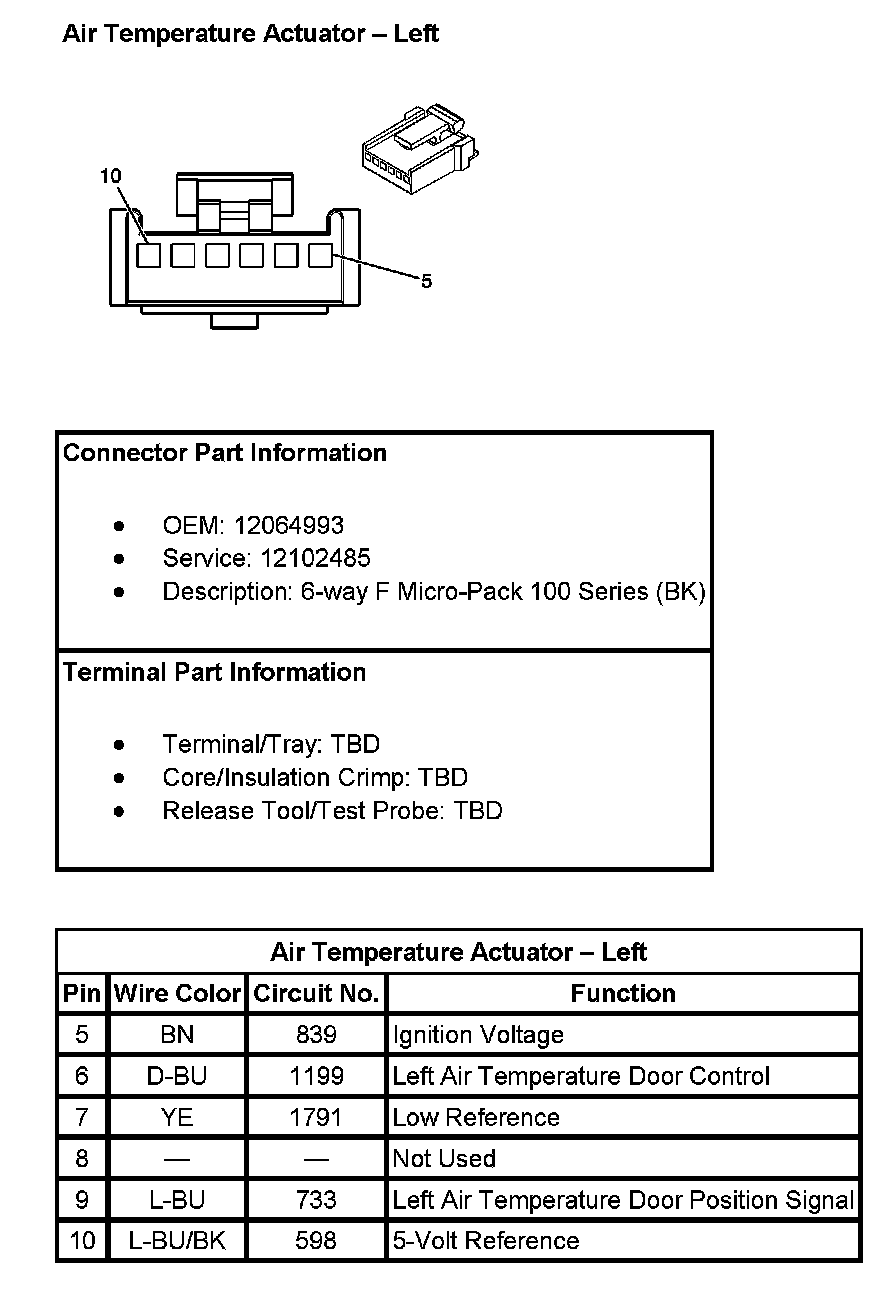 Air Temperature Actuator – Left
10
5
Connector Part Information
● OEM: 12064993
● Service: 12102485
● Description: 6-way F Micro-Pack 100 Series (BK)
Terminal Part Information
● Terminal/Tray: TBD
● Core/Insulation Crimp: TBD
● Release Tool/Test Probe: TBD
Air Temperature Actuator – Left
Pin Wire Color Circuit No. Function
5 BN 839 Ignition Voltage
6 D-BU 1199 Left Air Temperature Door Control
7 YE 1791 Low Reference
8 — — Not Used
9 L-BU 733 Left Air Temperature Door Position Signal
10 L-BU/BK 598 5-Volt Reference